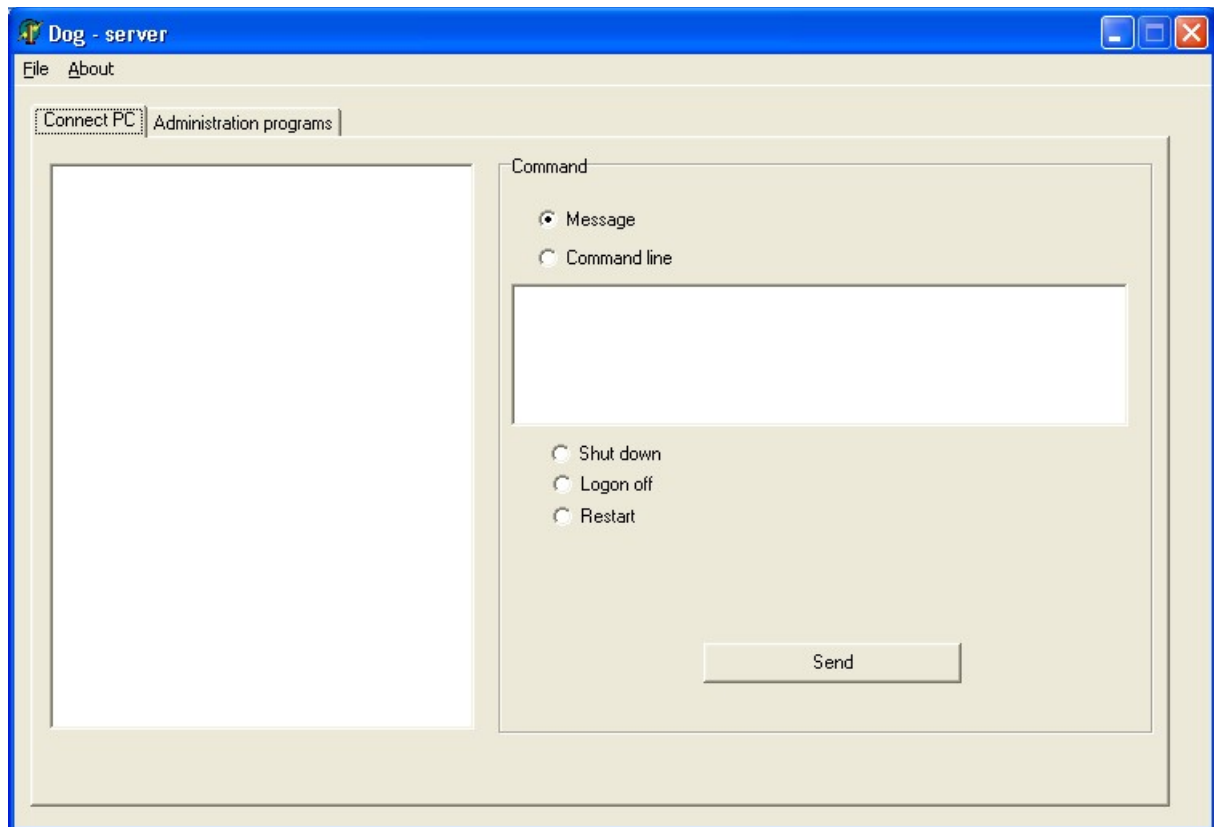 Dog - server
File About
Connect PC Administration programs
Command
Message
Command line
Shut down
Logon off
Restart
Send